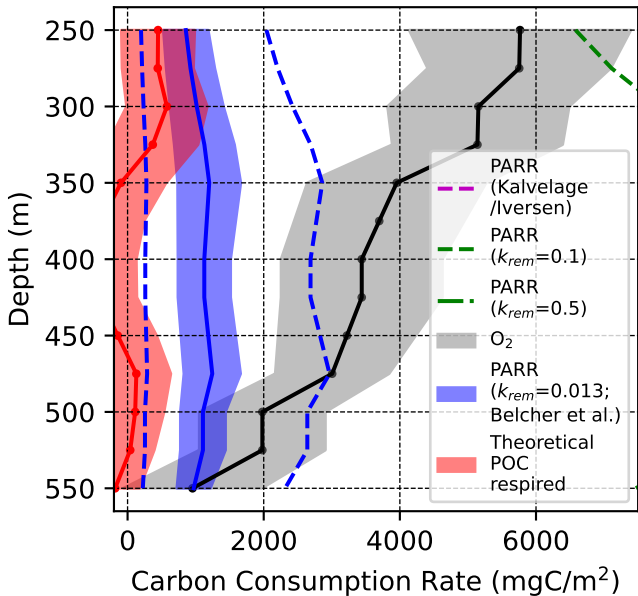 250
300
350
400
450
500
550
Depth (m)
0
2000
4000
6000
Carbon Consumption Rate (mgC/m²)
PARR
(Kalvelage
/Iversen)
PARR
(k_rem=0.1)
PARR
(k_rem=0.5)
O₂
PARR
(k_rem=0.013;
Belcher et al.)
Theoretical
POC
respired